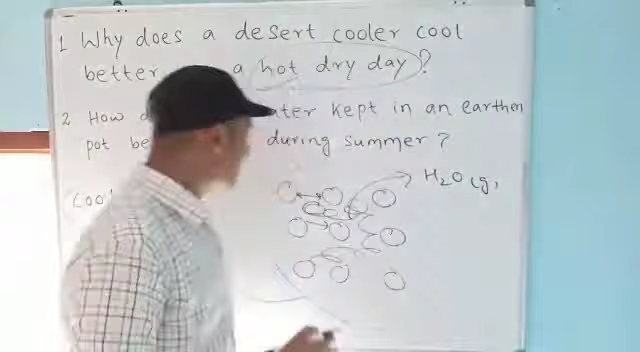 1 Why does a desert cooler cool
better a hot dry day?
2 How ater kept in an earthen
pot be during summer?
H₂O (g)
Cool